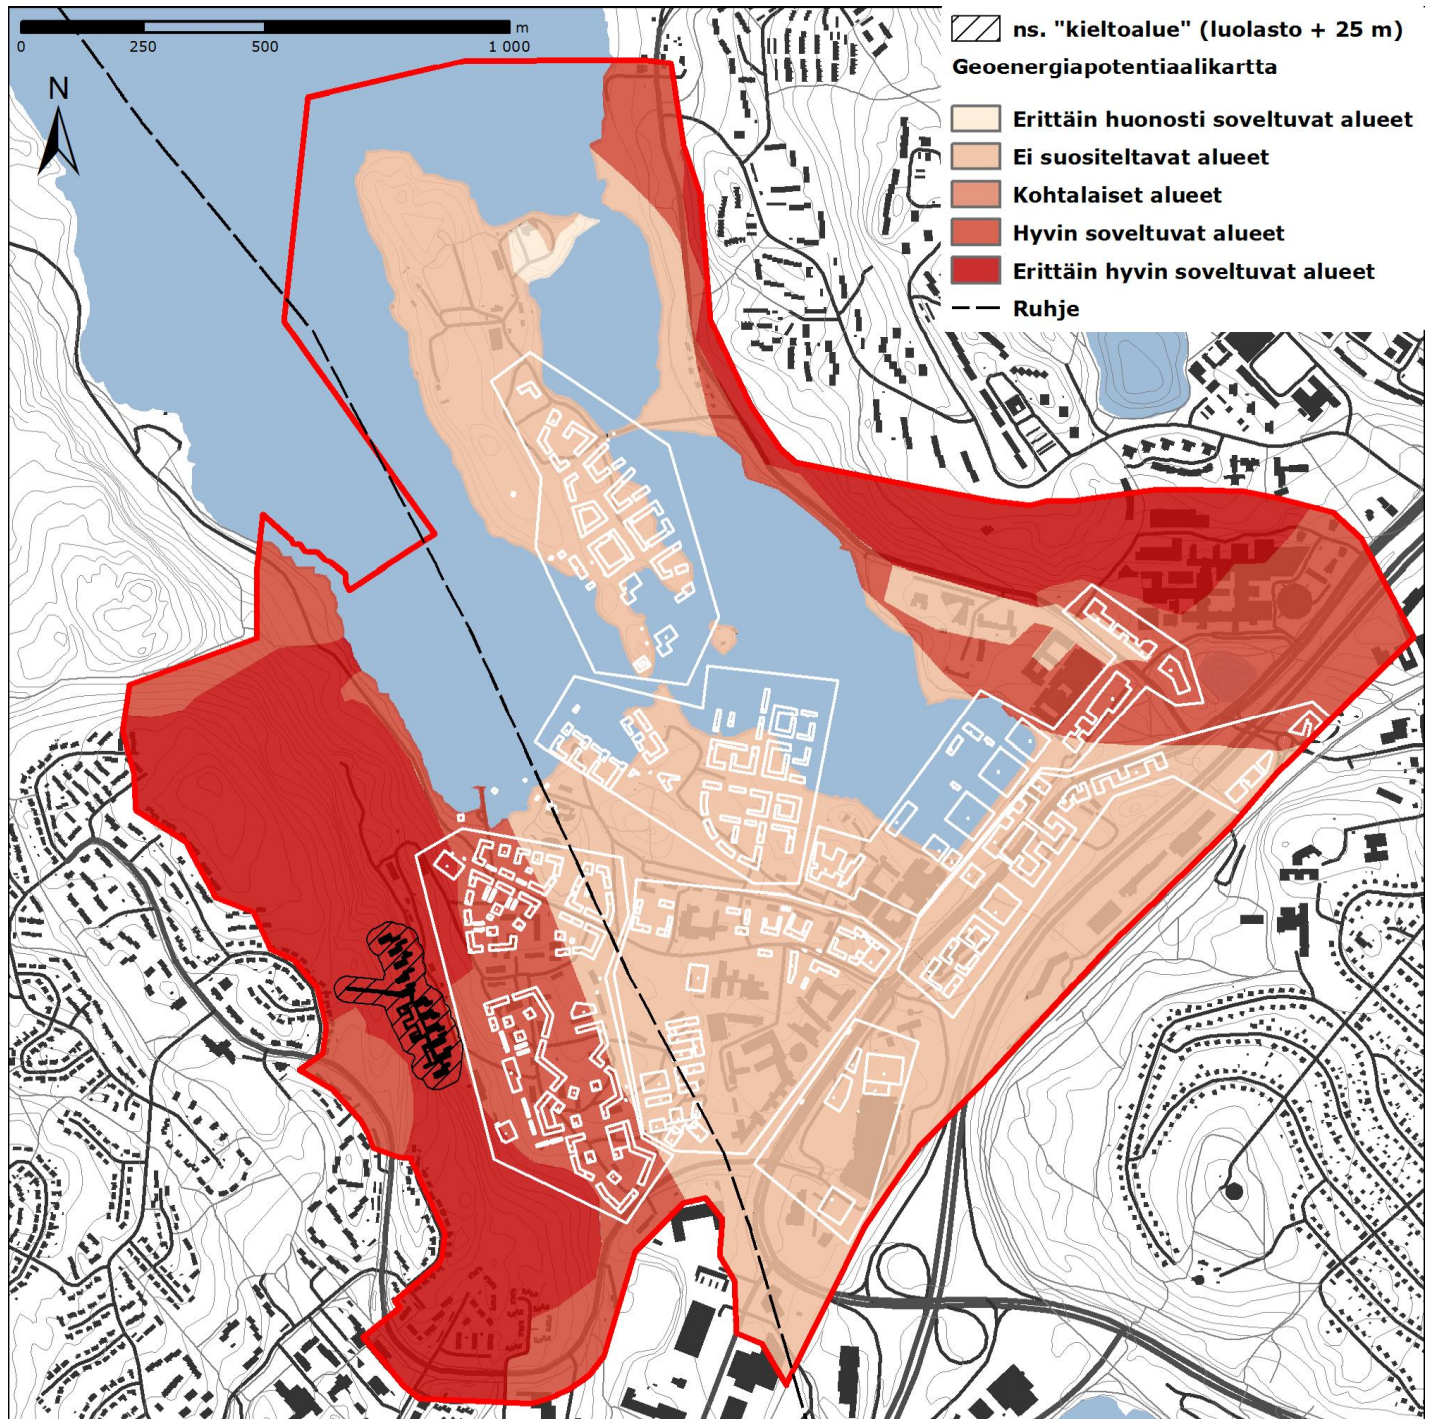 m
0 250 500 1 000
N
ns. "kieltoalue" (luolasto + 25 m)
Geoenergiapotentiaalikartta
Erittäin huonosti soveltuvat alueet
Ei suositeltavat alueet
Kohtalaiset alueet
Hyvin soveltuvat alueet
Erittäin hyvin soveltuvat alueet
Ruhje